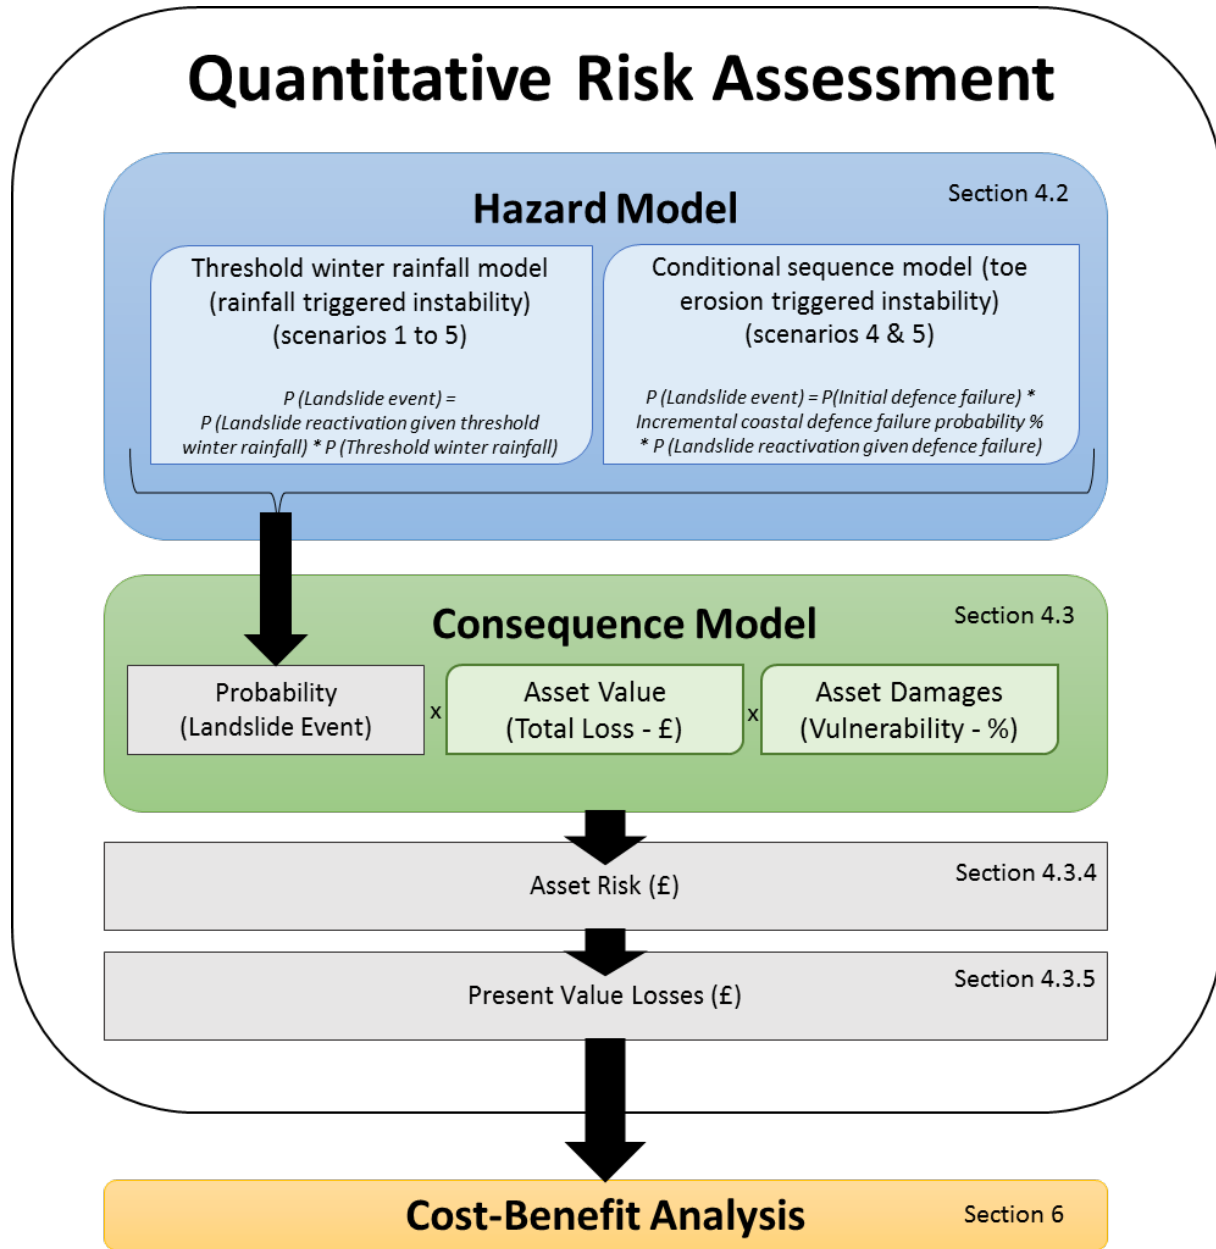 Quantitative Risk Assessment
Hazard Model
Section 4.2
Threshold winter rainfall model
(rainfall triggered instability)
(scenarios 1 to 5)
P (Landslide event) =
P (Landslide reactivation given threshold
winter rainfall) * P (Threshold winter rainfall)
Conditional sequence model (toe
erosion triggered instability)
(scenarios 4 & 5)
P (Landslide event) = P(Initial defence failure) *
Incremental coastal defence failure probability %
* P (Landslide reactivation given defence failure)
Consequence Model
Section 4.3
Probability
(Landslide Event)
x
Asset Value
(Total Loss - £)
x
Asset Damages
(Vulnerability - %)
Asset Risk (£)
Section 4.3.4
Present Value Losses (£)
Section 4.3.5
Cost-Benefit Analysis
Section 6